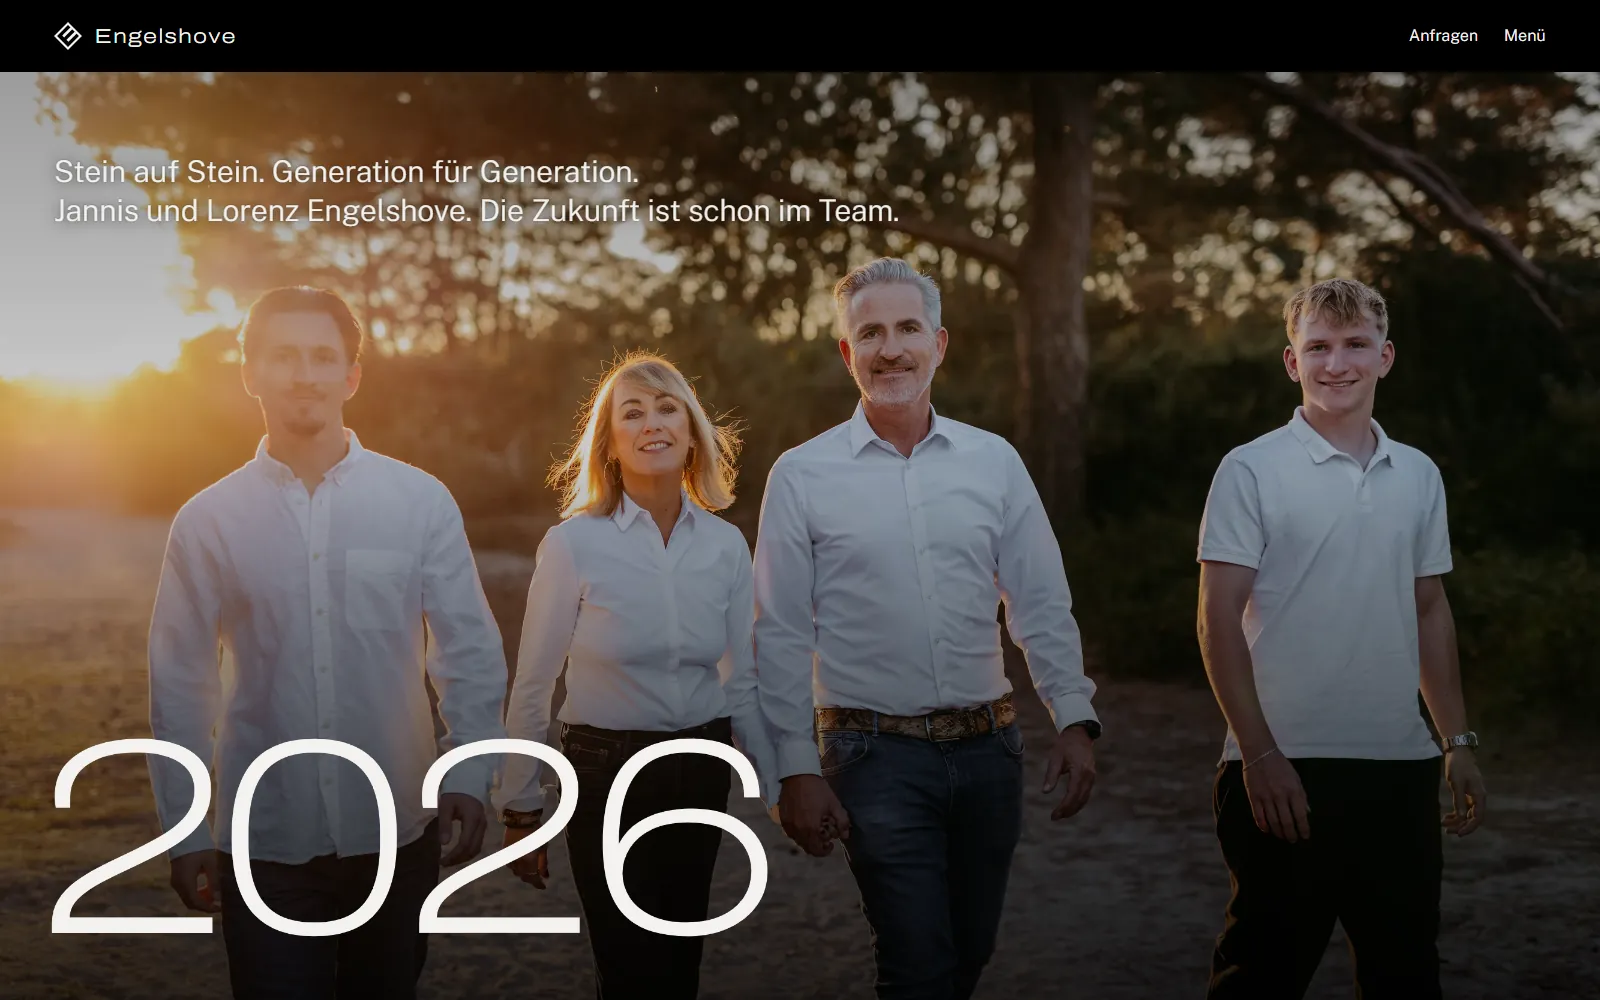 Engelshove
Anfragen
Menü
Stein auf Stein. Generation für Generation.
Jannis und Lorenz Engelshove. Die Zukunft ist schon im Team.
2026